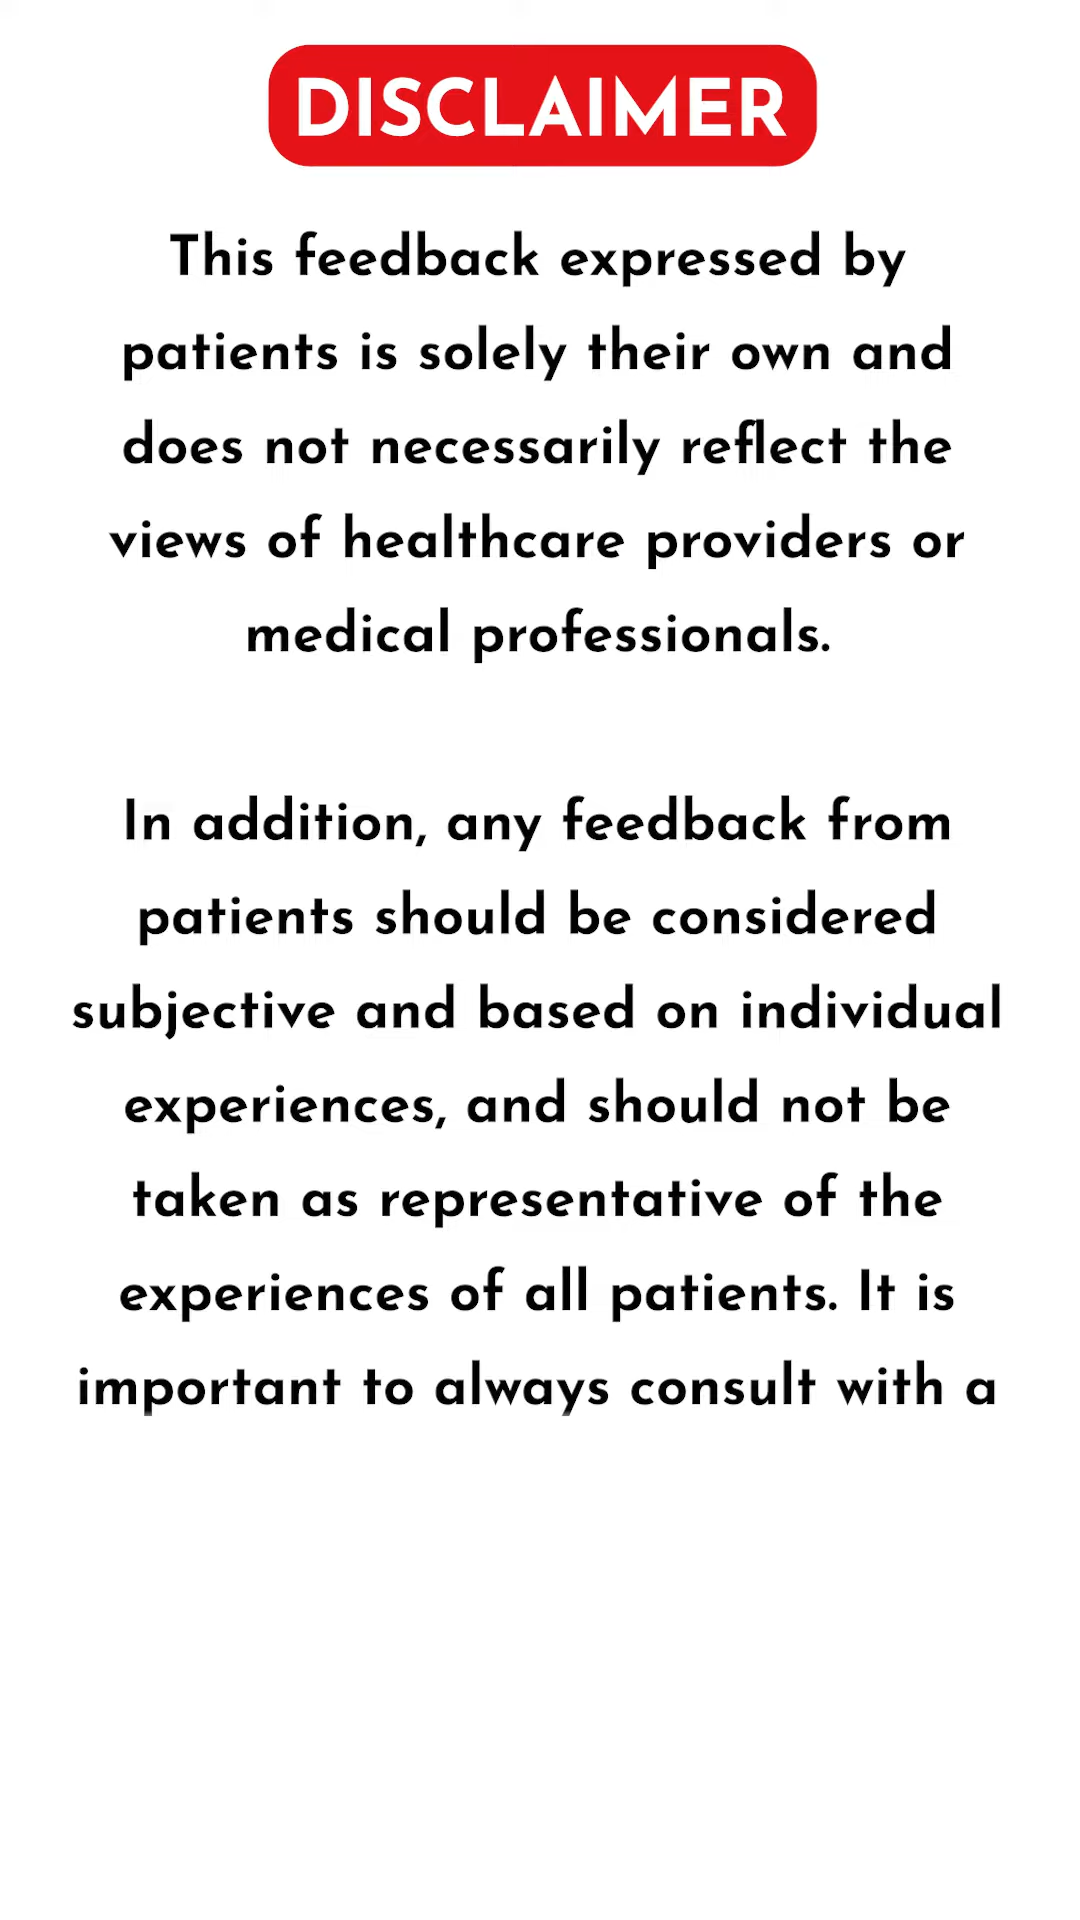 DISCLAIMER
This feedback expressed by
patients is solely their own and
does not necessarily reflect the
views of healthcare providers or
medical professionals.
In addition, any feedback from
patients should be considered
subjective and based on individual
experiences, and should not be
taken as representative of the
experiences of all patients. It is
important to always consult with a